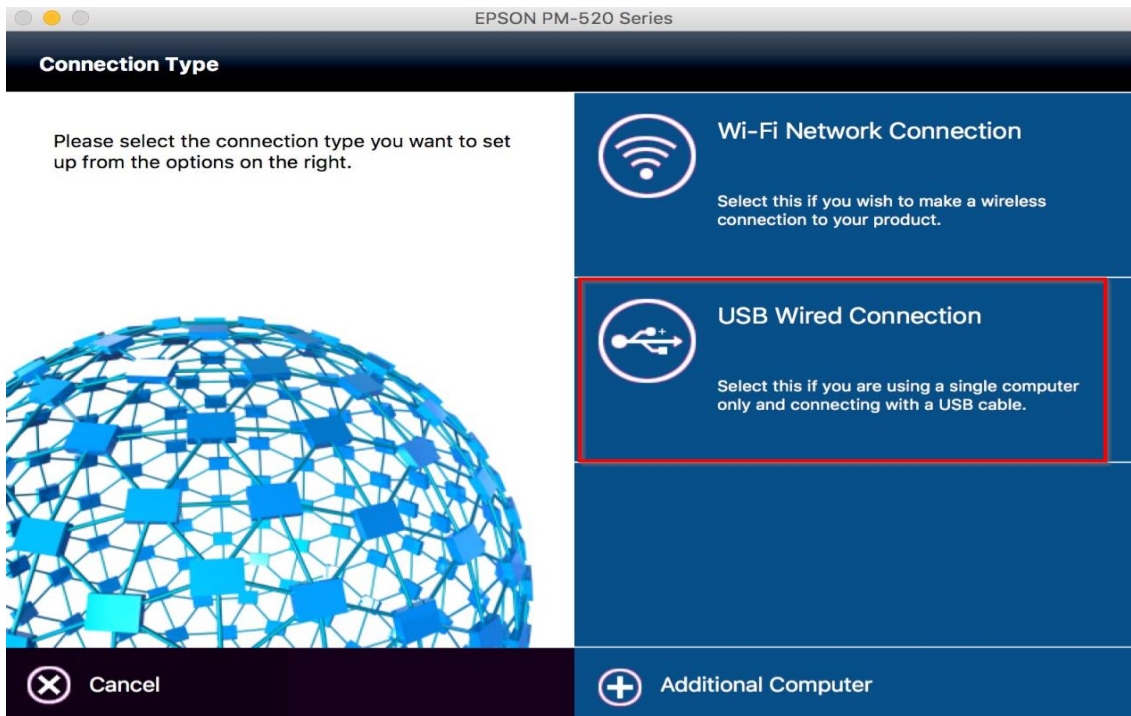 EPSON PM-520 Series
Connection Type
Please select the connection type you want to set
up from the options on the right.
Wi-Fi Network Connection
Select this if you wish to make a wireless
connection to your product.
USB Wired Connection
Select this if you are using a single computer
only and connecting with a USB cable.
Cancel
Additional Computer